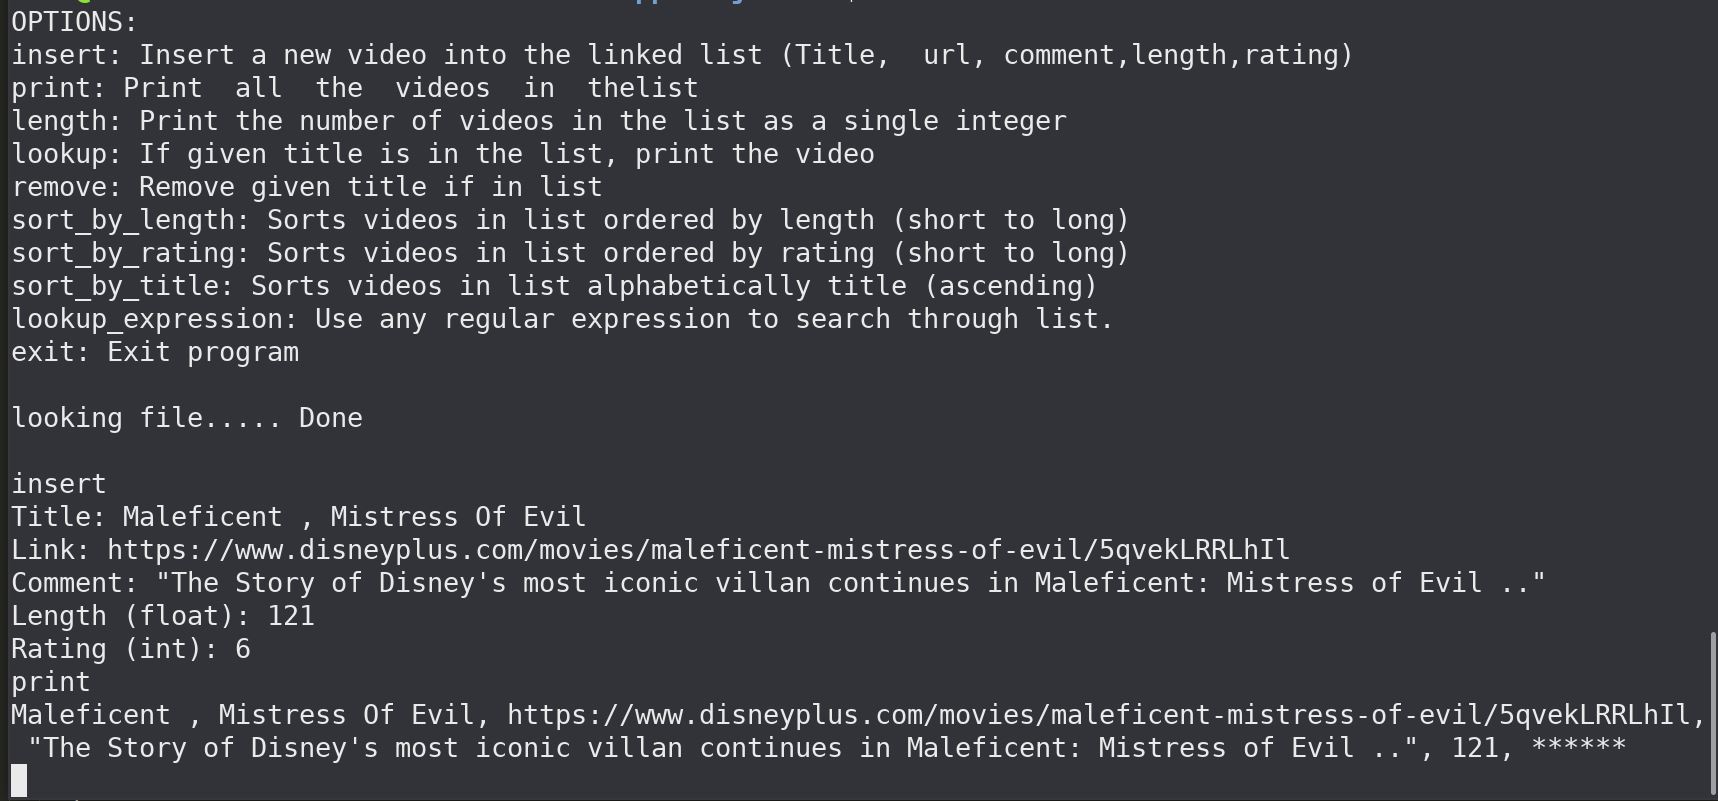 OPTIONS:
insert: Insert a new video into the linked list (Title,  url, comment,length,rating)
print: Print  all  the  videos  in  thelist
length: Print the number of videos in the list as a single integer
lookup: If given title is in the list, print the video
remove: Remove given title if in list
sort_by_length: Sorts videos in list ordered by length (short to long)
sort_by_rating: Sorts videos in list ordered by rating (short to long)
sort_by_title: Sorts videos in list alphabetically title (ascending)
lookup_expression: Use any regular expression to search through list.
exit: Exit program
looking file..... Done
insert
Title: Maleficent , Mistress Of Evil
Link: https://www.disneyplus.com/movies/maleficent-mistress-of-evil/5qvekLRRLhIl
Comment: "The Story of Disney's most iconic villan continues in Maleficent: Mistress of Evil .."
Length (float): 121
Rating (int): 6
print
Maleficent , Mistress Of Evil, https://www.disneyplus.com/movies/maleficent-mistress-of-evil/5qvekLRRLhIl,
 "The Story of Disney's most iconic villan continues in Maleficent: Mistress of Evil ..", 121, ******